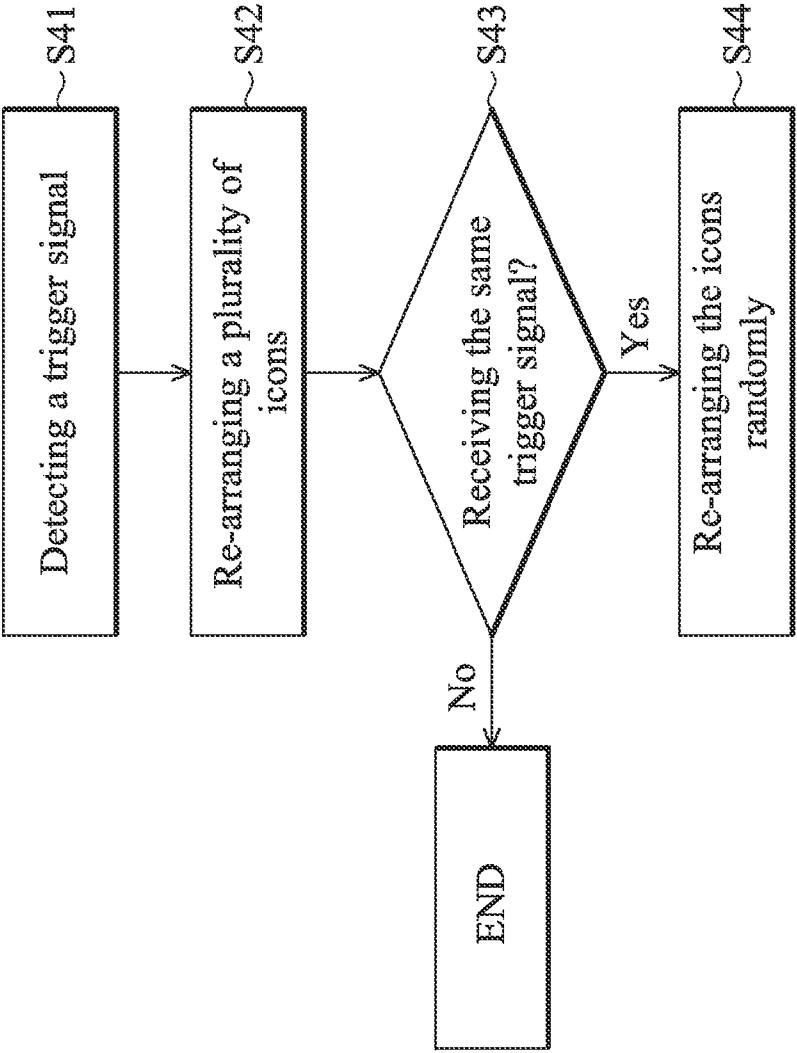 Detecting a trigger signal
S41
Re-arranging a plurality of
icons
S42
Receiving the same
trigger signal?
S43
No
END
Yes
Re-arranging the icons
randomly
S44